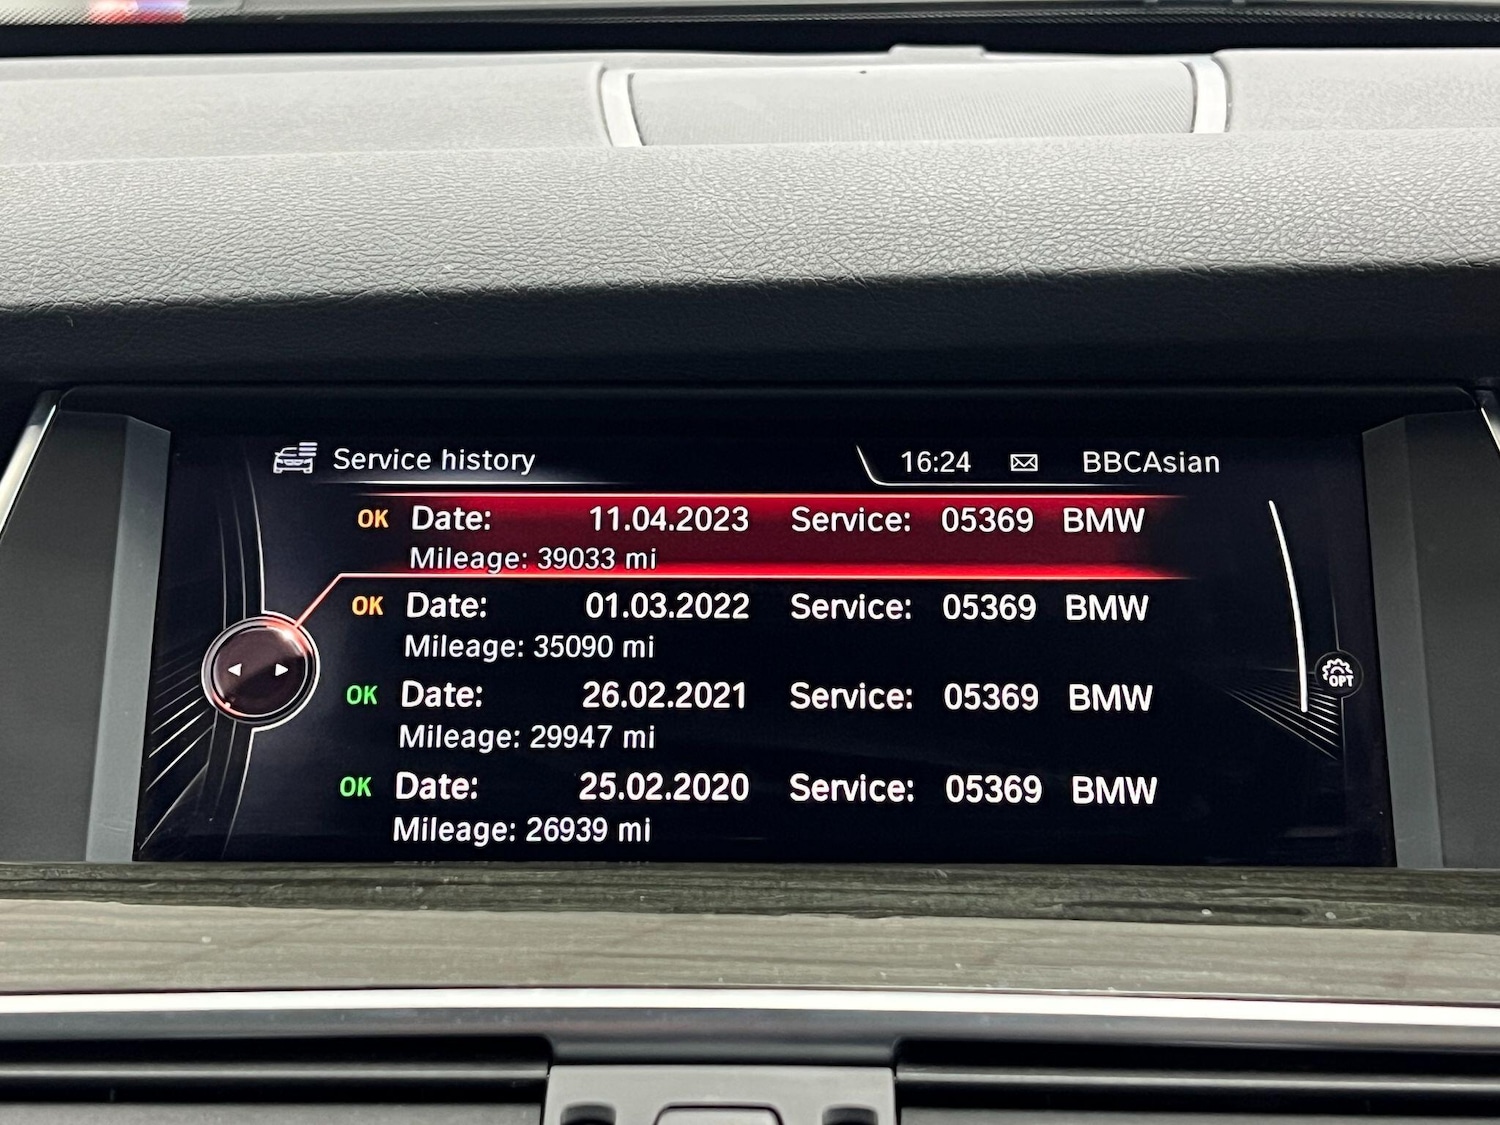 Service history 16:24 BBCAsian
OK Date: 11.04.2023 Service: 05369 BMW
Mileage: 39033 mi
OK Date: 01.03.2022 Service: 05369 BMW
Mileage: 35090 mi
OK Date: 26.02.2021 Service: 05369 BMW
Mileage: 29947 mi
OPT
OK Date: 25.02.2020 Service: 05369 BMW
Mileage: 26939 mi